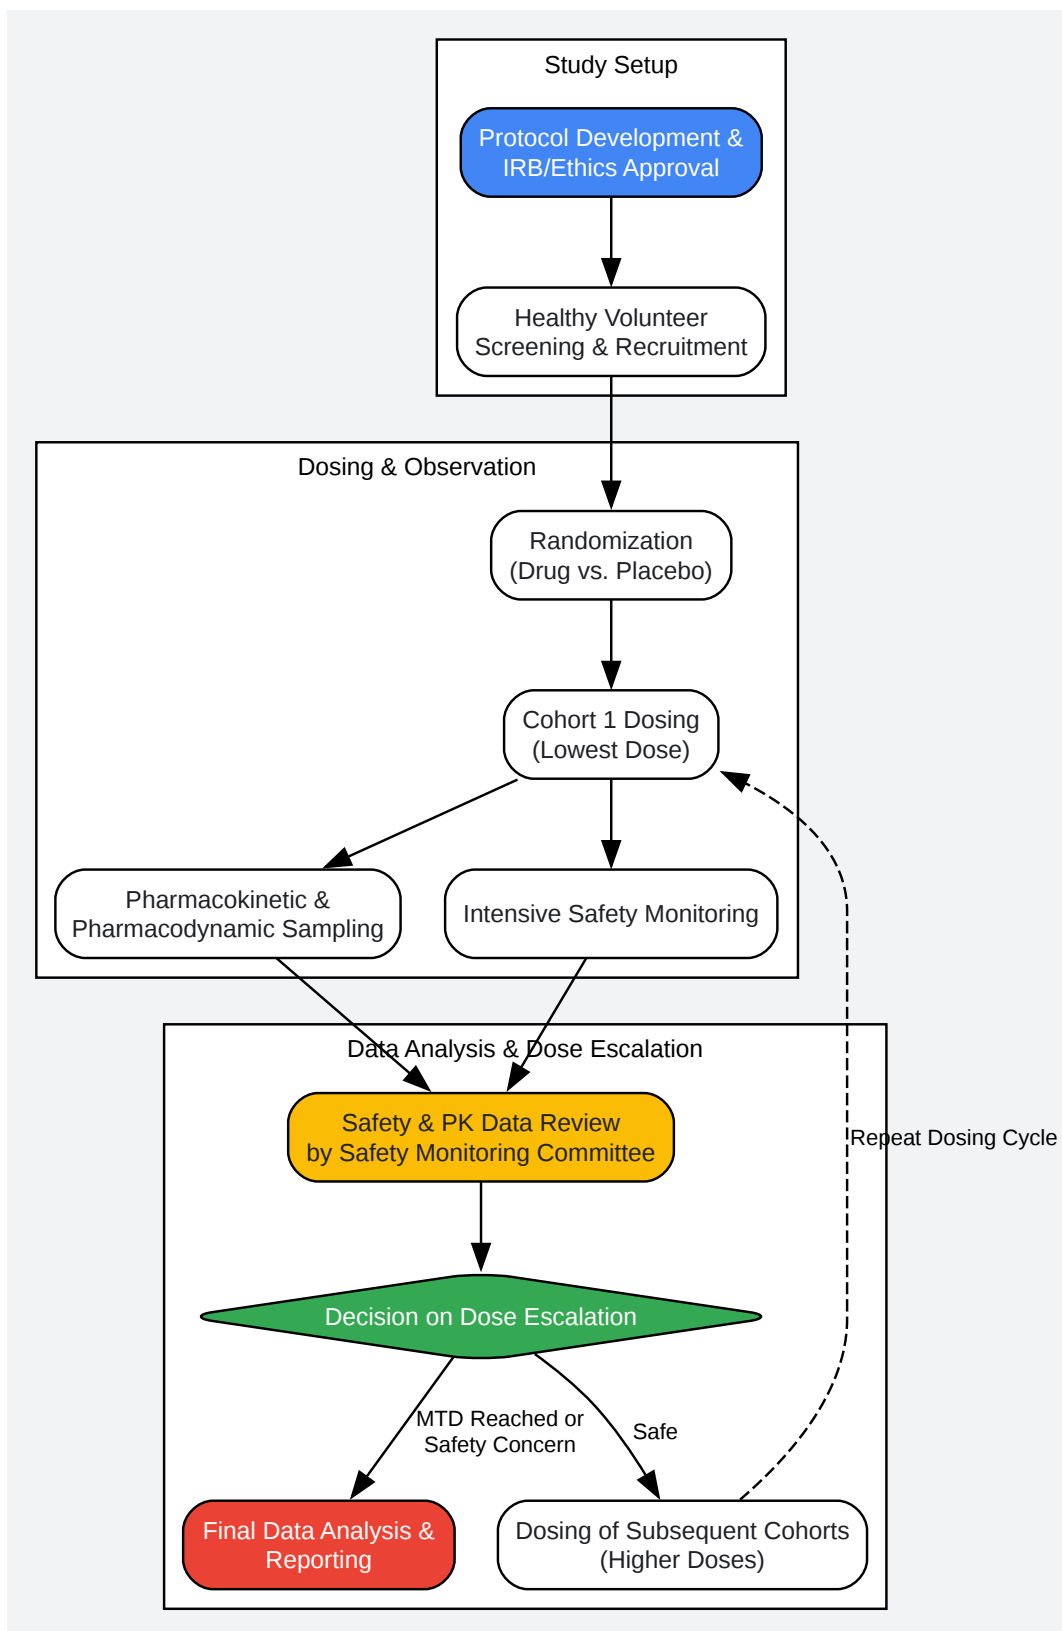 Study Setup
Protocol Development &
IRB/Ethics Approval
Healthy Volunteer
Screening & Recruitment
Dosing & Observation
Randomization
(Drug vs. Placebo)
Cohort 1 Dosing
(Lowest Dose)
Pharmacokinetic &
Pharmacodynamic Sampling
Intensive Safety Monitoring
Data Analysis & Dose Escalation
Safety & PK Data Review
by Safety Monitoring Committee
Repeat Dosing Cycle
Decision on Dose Escalation
MTD Reached or
Safety Concern
Safe
Final Data Analysis &
Reporting
Dosing of Subsequent Cohorts
(Higher Doses)